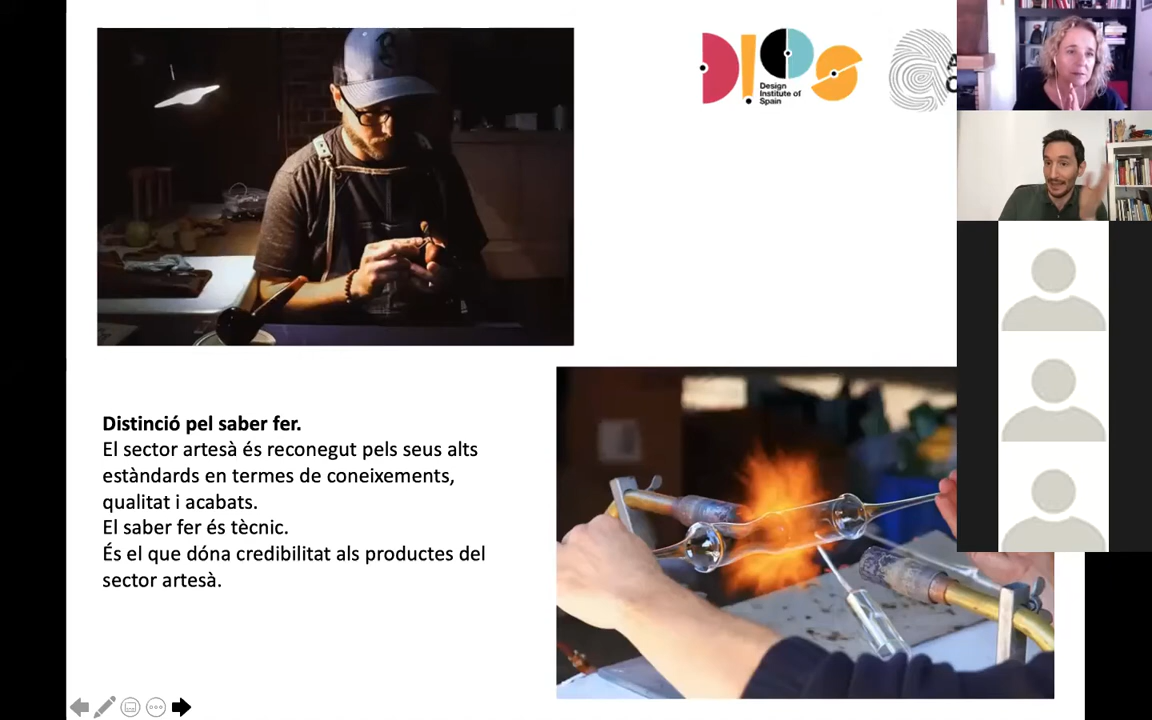 D!OS
Design
Institute of
Spain
Distinció pel saber fer.
El sector artesà és reconegut pels seus alts
estàndards en termes de coneixements,
qualitat i acabats.
El saber fer és tècnic.
És el que dóna credibilitat als productes del
sector artesà.